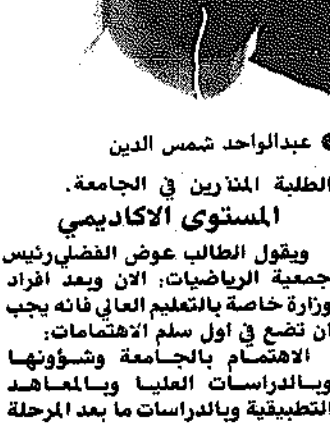 ● عبدالواحد شمس الدين
الطلبة المنذرين في الجامعة.
المستوى الاكاديمي
ويقول الطالب عوض الفضلي رئيس
جمعية الرياضيات: الان وبعد افراد
وزارة خاصة بالتعليم العالي فانه يجب
ان تضع في اول سلم الاهتمامات:
الاهتمام بالجامعة وشؤونها
وبالدراسات العليا وبالمعاهد
التطبيقية وبالدراسات ما بعد المرحلة